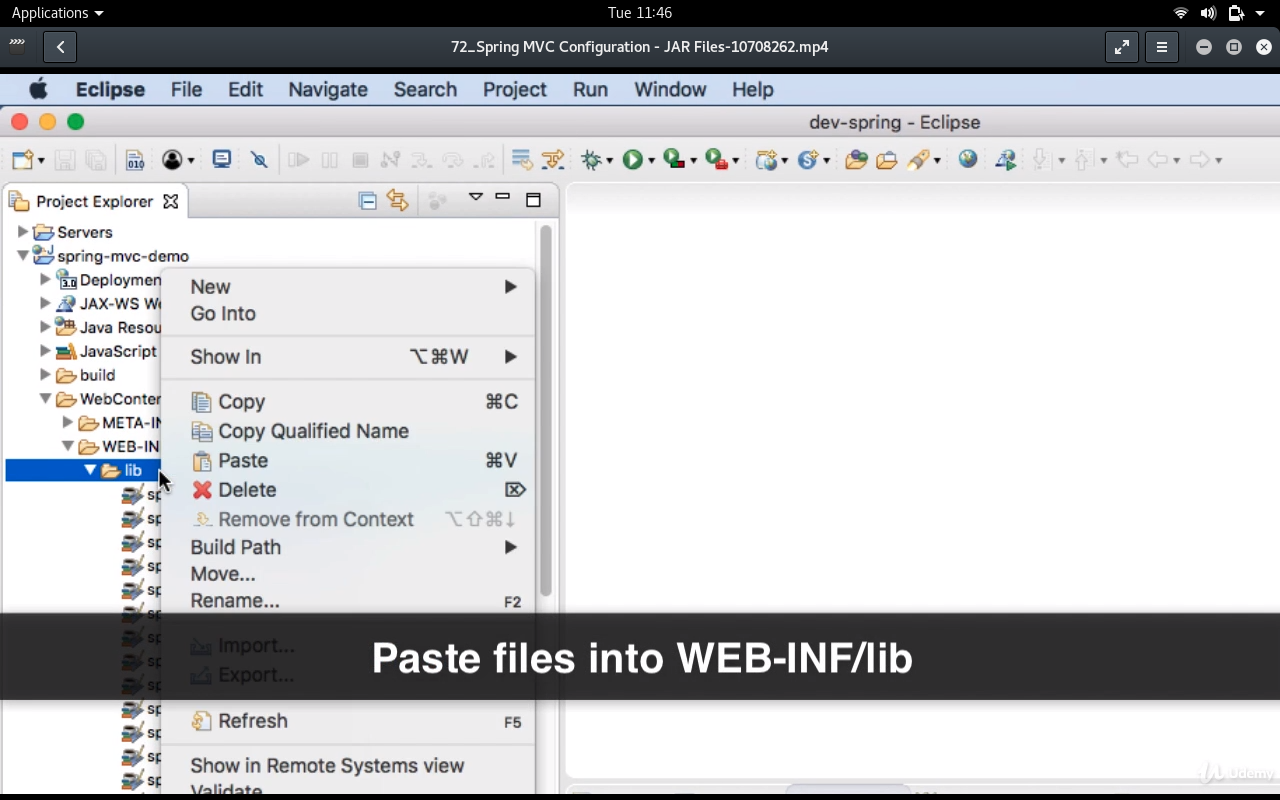 Applications
Tue 11:46
72_Spring MVC Configuration - JAR Files-10708262.mp4
Eclipse File Edit Navigate Search Project Run Window Help
dev-spring - Eclipse
010
Project Explorer
Servers
spring-mvc-demo
3.0 Deploymen
JAX-WS We
Java Resou
JavaScript
build
WebConten
META-IN
WEB-IN
lib
sp
sp
sp
sp
sp
sp
sp
sp
sp
sp
sp
sp
sp
New
Go Into
Show In ⌥⌘W
Copy ⌘C
Copy Qualified Name
Paste ⌘V
Delete ⌦
Remove from Context ⌥⇧⌘↓
Build Path
Move...
Rename... F2
Import...
Export...
Refresh F5
Show in Remote Systems view
Validate
Paste files into WEB-INF/lib
Udemy